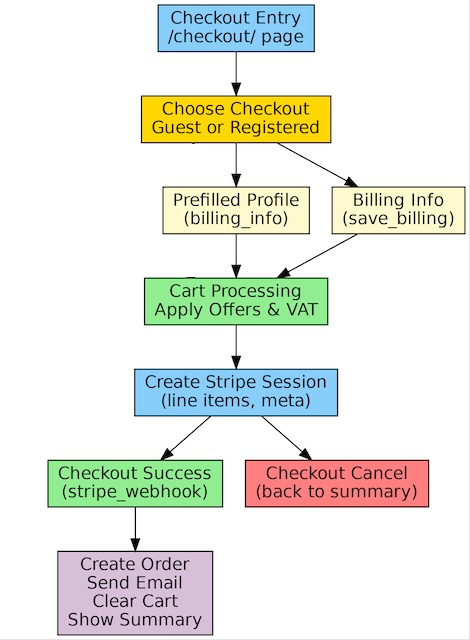 Checkout Entry
/checkout/ page
Choose Checkout
Guest or Registered
Prefilled Profile
(billing_info)
Billing Info
(save_billing)
Cart Processing
Apply Offers & VAT
Create Stripe Session
(line items, meta)
Checkout Success
(stripe_webhook)
Checkout Cancel
(back to summary)
Create Order
Send Email
Clear Cart
Show Summary